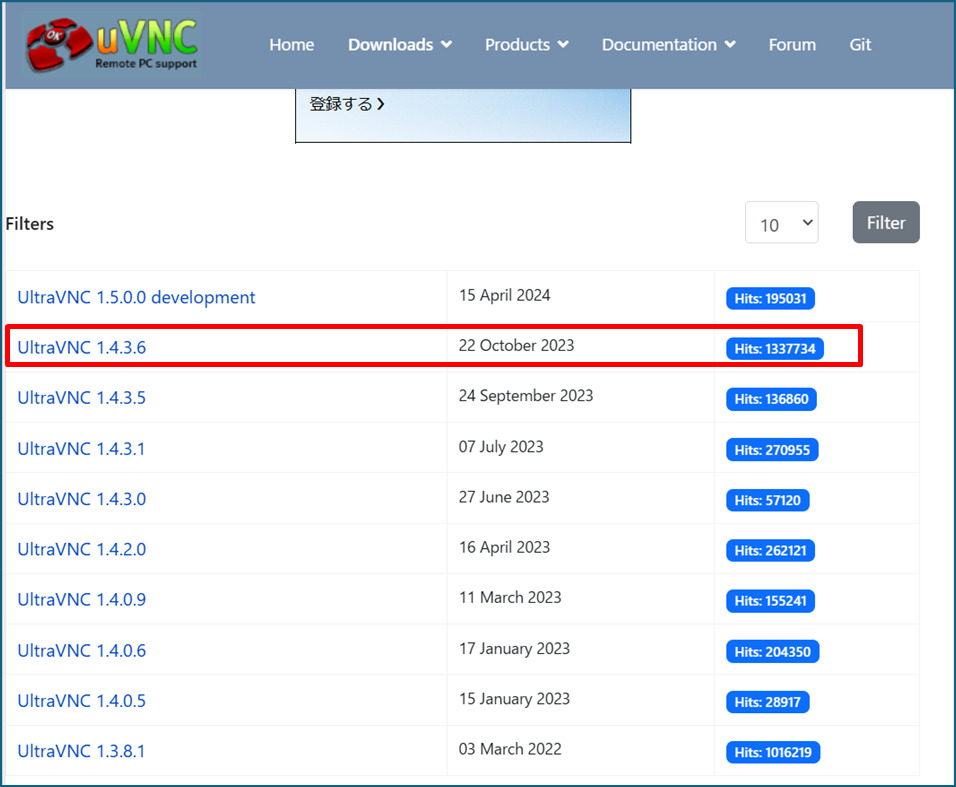 OK uVNC
Remote PC support
Home Downloads Products Documentation Forum Git
登録する
Filters
10 Filter
UltraVNC 1.5.0.0 development 15 April 2024 Hits: 195031
UltraVNC 1.4.3.6 22 October 2023 Hits: 1337734
UltraVNC 1.4.3.5 24 September 2023 Hits: 136860
UltraVNC 1.4.3.1 07 July 2023 Hits: 270955
UltraVNC 1.4.3.0 27 June 2023 Hits: 57120
UltraVNC 1.4.2.0 16 April 2023 Hits: 262121
UltraVNC 1.4.0.9 11 March 2023 Hits: 155241
UltraVNC 1.4.0.6 17 January 2023 Hits: 204350
UltraVNC 1.4.0.5 15 January 2023 Hits: 28917
UltraVNC 1.3.8.1 03 March 2022 Hits: 1016219